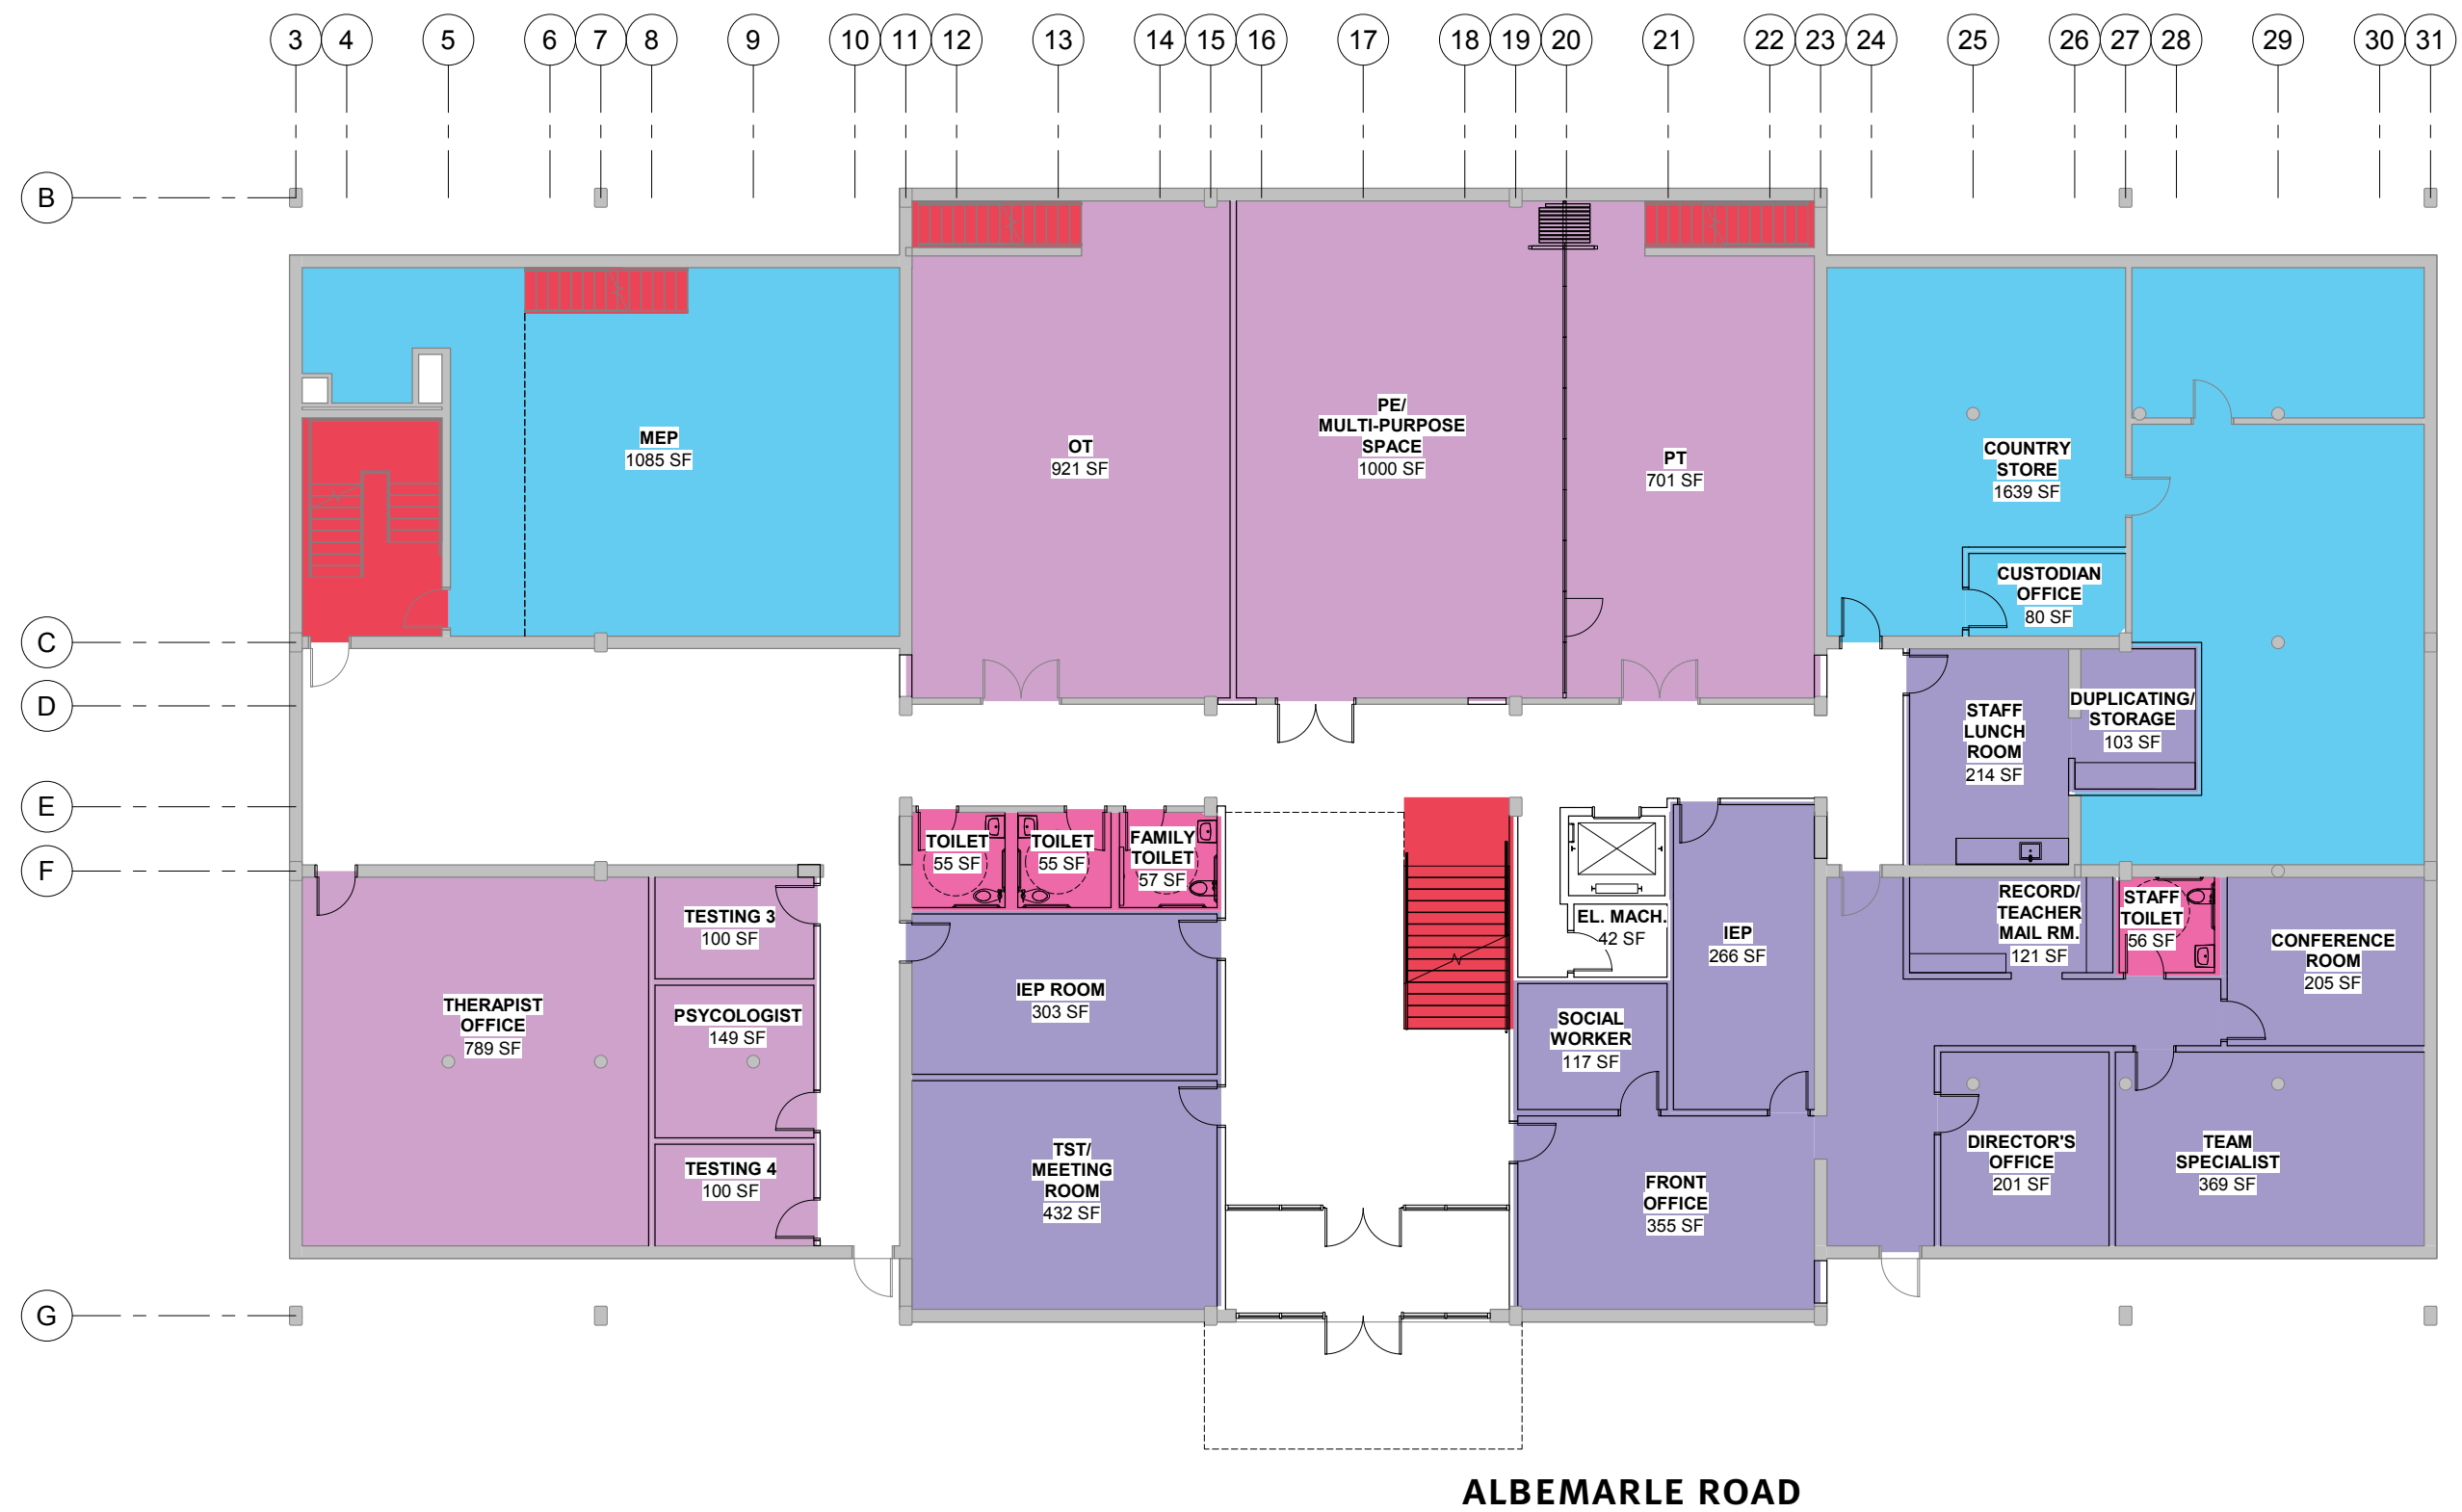 3 4 5 6 7 8 9 10 11 12 13 14 15 16 17 18 19 20 21 22 23 24 25 26 27 28 29 30 31
B
C
D
E
F
G
MEP
1085 SF
OT
921 SF
PE/
MULTI-PURPOSE
SPACE
1000 SF
PT
701 SF
COUNTRY
STORE
1639 SF
CUSTODIAN
OFFICE
80 SF
STAFF
LUNCH
ROOM
214 SF
DUPLICATING/
STORAGE
103 SF
TOILET
55 SF
TOILET
55 SF
FAMILY
TOILET
57 SF
EL. MACH.
42 SF
IEP
266 SF
RECORD/
TEACHER
MAIL RM.
121 SF
STAFF
TOILET
56 SF
CONFERENCE
ROOM
205 SF
TESTING 3
100 SF
THERAPIST
OFFICE
789 SF
PSYCOLOGIST
149 SF
TESTING 4
100 SF
IEP ROOM
303 SF
TST/
MEETING
ROOM
432 SF
SOCIAL
WORKER
117 SF
FRONT
OFFICE
355 SF
DIRECTOR'S
OFFICE
201 SF
TEAM
SPECIALIST
369 SF
ALBEMARLE ROAD